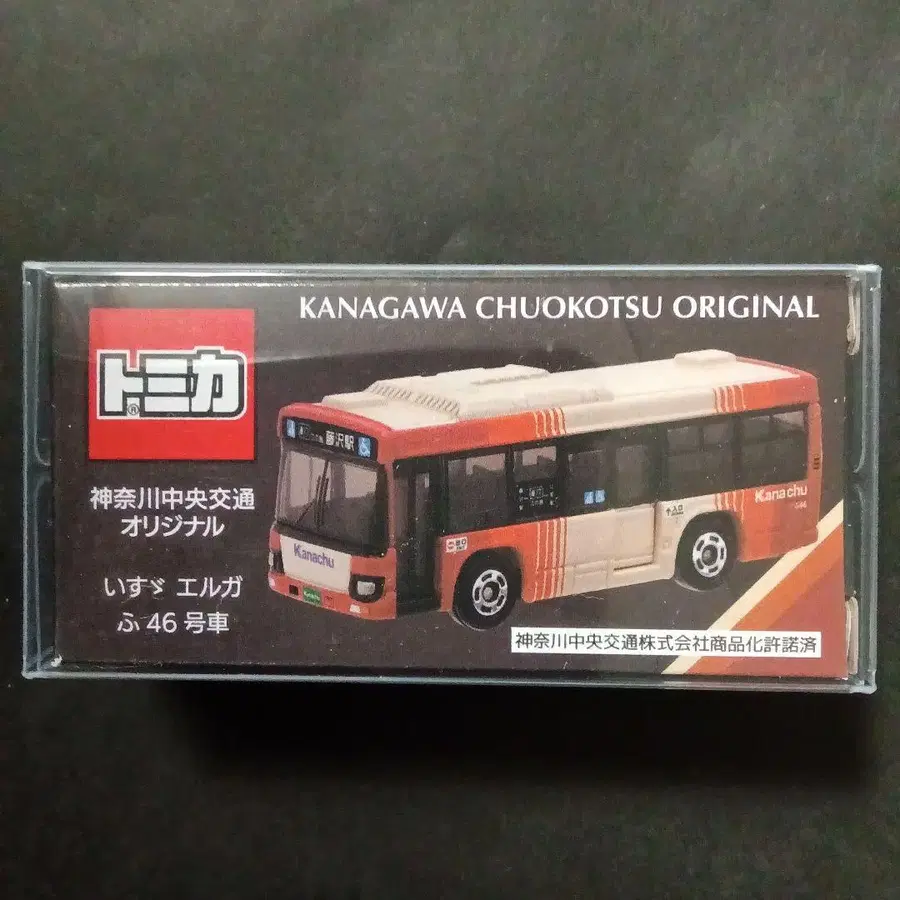 KANAGAWA CHUOKOTSU ORIGINAL
トミカ
®
神奈川中央交通
オリジナル
いすゞ エルガ
ふ 46 号車
藤沢駅
Kanachu
Kanachu
神奈川中央交通株式会社商品化許諾済